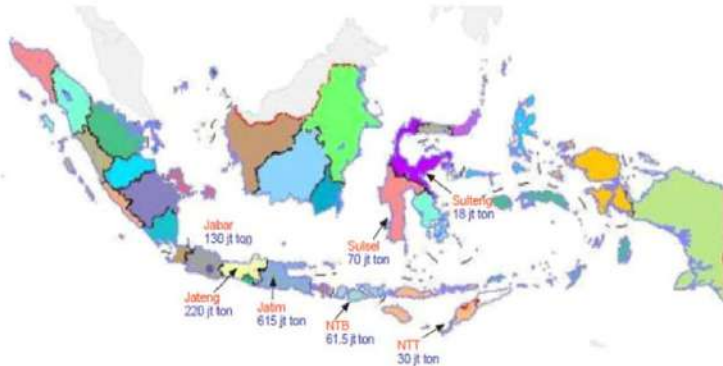 Jabar
130 jt ton
Jateng
220 jt ton
Jatim
615 jt ton
NTB
61.5 jt ton
NTT
30 jt ton
Sulsel
70 jt ton
Sulteng
18 jt ton